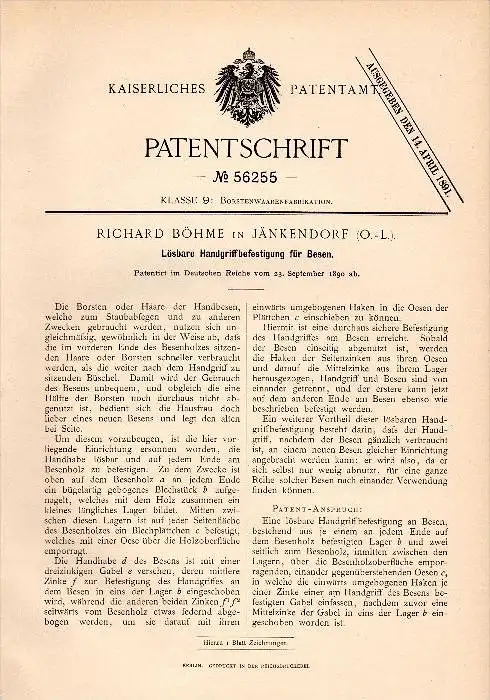 KAISERLICHES PATENTAMT.
AUSGEGEBEN DEN 14. APRIL 1891.
PATENTSCHRIFT
— № 56255 —
KLASSE 9: BORSTENWAARENFABRIKATION.
RICHARD BÖHME IN JÄNKENDORF (O.-L.).
Lösbare Handgriffbefestigung für Besen.
Patentirt im Deutschen Reiche vom 23. September 1890 ab.
Die Borsten oder Haare der Handbesen,
welche zum Staubabfegen und zu anderen
Zwecken gebraucht werden, nutzen sich un-
gleichmäßig, gewöhnlich in der Weise ab, daß
die im vorderen Ende des Besenholzes sitzen-
den Haare oder Borsten schneller verbraucht
werden, als die weiter nach dem Handgriff zu
sitzenden Büschel. Damit wird der Gebrauch
des Besens unbequem, und obgleich die eine
Hälfte der Borsten noch durchaus nicht ab-
genutzt ist, bedient sich die Hausfrau doch
lieber eines neuen Besens und legt den alten
bei Seite.
Um diesem vorzubeugen, ist die hier vor-
liegende Einrichtung ersonnen worden, die
Handhabe lösbar und auf jedem Ende am
Besenholz zu befestigen. Zu dem Zwecke ist
oben auf dem Besenholz a an jedem Ende
ein bügelartig gebogenes Blechstück b aufge-
nagelt, welches mit dem Holz zusammen ein
kleines längliches Lager bildet. Mitten zwi-
schen diesen Lagern ist auf jeder Seitenfläche
des Besenholzes ein Blechplättchen c befestigt,
welches mit einer Oese über die Holzoberfläche
emporragt.
Die Handhabe d des Besens ist mit einer
dreizinkigen Gabel e versehen, deren mittlere
Zinke f zur Befestigung des Handgriffes an
dem Besen in eins der Lager b eingeschoben
wird, während die anderen beiden Zinken f¹ f²
seitwärts vom Besenholz etwas federnd abge-
bogen werden, um sie darauf mit ihren
einwärts umgebogenen Haken in die Oesen der
Plättchen c einschieben zu können.
Hiermit ist eine durchaus sichere Befestigung
des Handgriffs am Besen erreicht. Sobald
der Besen einseitig abgenutzt ist, werden
die Haken der Seitenzinken aus ihren Oesen
und darauf die Mittelzinke aus ihrem Lager
herausgezogen, Handgriff und Besen sind von
einander getrennt, und der erstere kann jetzt
auf dem anderen Ende am Besen ebenso wie
beschrieben befestigt werden.
Ein weiterer Vortheil dieser lösbaren Hand-
griffbefestigung besteht darin, daß der Hand-
griff, nachdem der Besen gänzlich verbraucht
ist, an einem neuen Besen gleicher Einrichtung
angebracht werden kann; er wird also, da er
sich selbst nur wenig abnutzt, für eine ganze
Reihe solcher Besen nach einander Verwendung
finden können.
PATENT-ANSPRUCH:
Eine lösbare Handgriffbefestigung an Besen,
bestehend aus je einem an jedem Ende auf
dem Besenholz befestigten Lager b und zwei
seitlich zum Besenholz, inmitten zwischen den
Lagern, über die Besenholzoberfläche empor-
ragenden, einander gegenüberstehenden Oesen c,
in welche die einwärts umgebogenen Haken je
einer Zinke einer am Handgriff des Besens be-
festigten Gabel einfassen, nachdem zuvor eine
Mittelzinke der Gabel in eins der Lager b ein-
geschoben worden ist.
Hierzu 1 Blatt Zeichnungen.
BERLIN. GEDRUCKT IN DER REICHSDRUCKEREI.